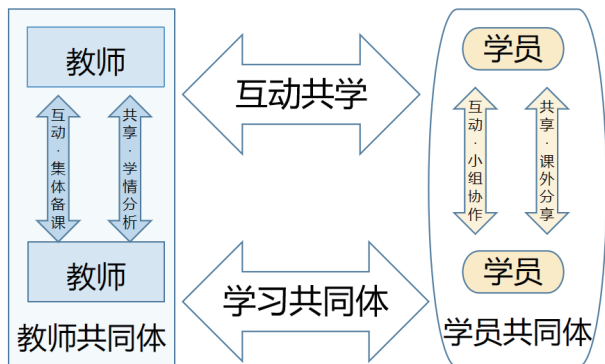 教师
学员
互动共学
互动·集体备课
共享·学情分析
互动·小组协作
共享·课外分享
教师
学员
学习共同体
教师共同体
学员共同体